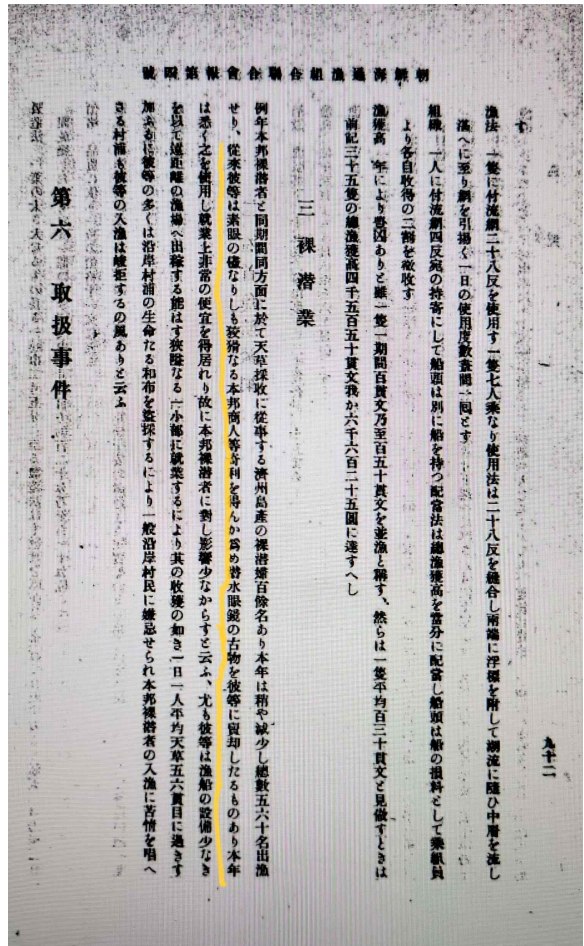 朝鮮海通漁組合聯合會報第四號
九十二
す
漁法　一隻に付流網二十八反を使用す一隻七人乘なり使用法は二十八反を縫合し兩端に浮標を附して潮流に隨ひ中層を流し
滿へに至り網を引揚く一日の使用度數晝間一回とす
組織　一人に付流網四反宛の持寄にして船頭は別に船を持つ配當法は總漁獲高を當分に配當し船頭は船の損料として乘組員
より各自收得の二割を徵收す
漁獲高　年により豊凶ありと雖一隻一期間百貫文乃至百五十貫文を並漁と稱す、然らは一隻平均百三十貫文と見做すときは
前記三十五隻の總漁獲高四千五百五十貫文我か六千六百二十五圓に達すへし
三　裸潜業
例年本邦裸潜者と同期間同方面に於て天草採收に從事する濟州島產の裸潜婦百餘名あり本年は稍や減少し總數五六十名出漁
せり、從來彼等は素眼の儘なりしも狡猾なる本邦商人等奇利を得んか爲め潜水眼鏡の古物を彼等に賣却したるものあり本年
は悉く之を使用し就業上非常の便宜を得居れり故に本邦裸潜者に對し影響少なからすと云ふ、尤も彼等は漁船の設備少なき
を以て遠距離の漁場へ出稼する能はす狹隘なる一小部に就業するにより其の收獲の如き一日一人平均天草五六貫目に過きす
加ふるに彼等の多くは沿岸村浦の生命たる和布を盜採するにより一般沿岸村民に嫌忌せられ本邦裸潜者の入漁に苦情を唱へ
さる村浦も彼等の入漁は峻拒するの風ありと云ふ
第六　取扱事件